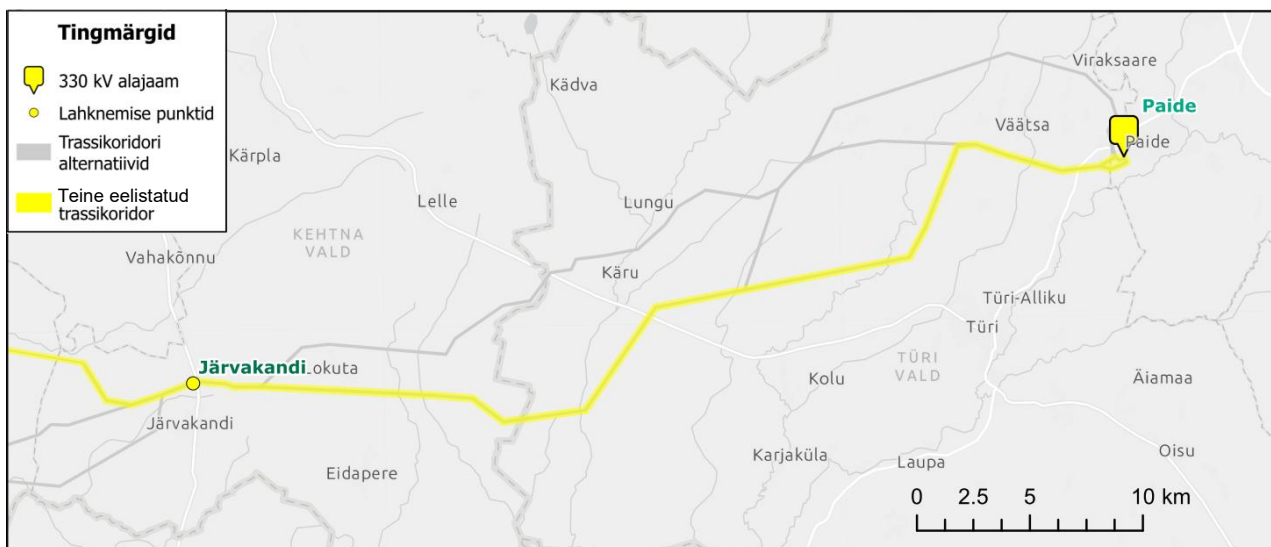 Tingmärgid
330 kV alajaam
Lahknemise punktid
Trassikoridori
alternatiivid
Teine eelistatud
trassikoridor
Viraksaare
Kädva
Paide
Väätsa
Paide
Kärpla
Lelle
Lungu
KEHTNA
VALD
Vahakõnnu
Käru
Türi-Alliku
Türi
Järvakandi
Lokuta
TÜRI
VALD
Kolu
Äiamaa
Järvakandi
Karjaküla
Oisu
Eidapere
Laupa
0 2.5 5 10 km